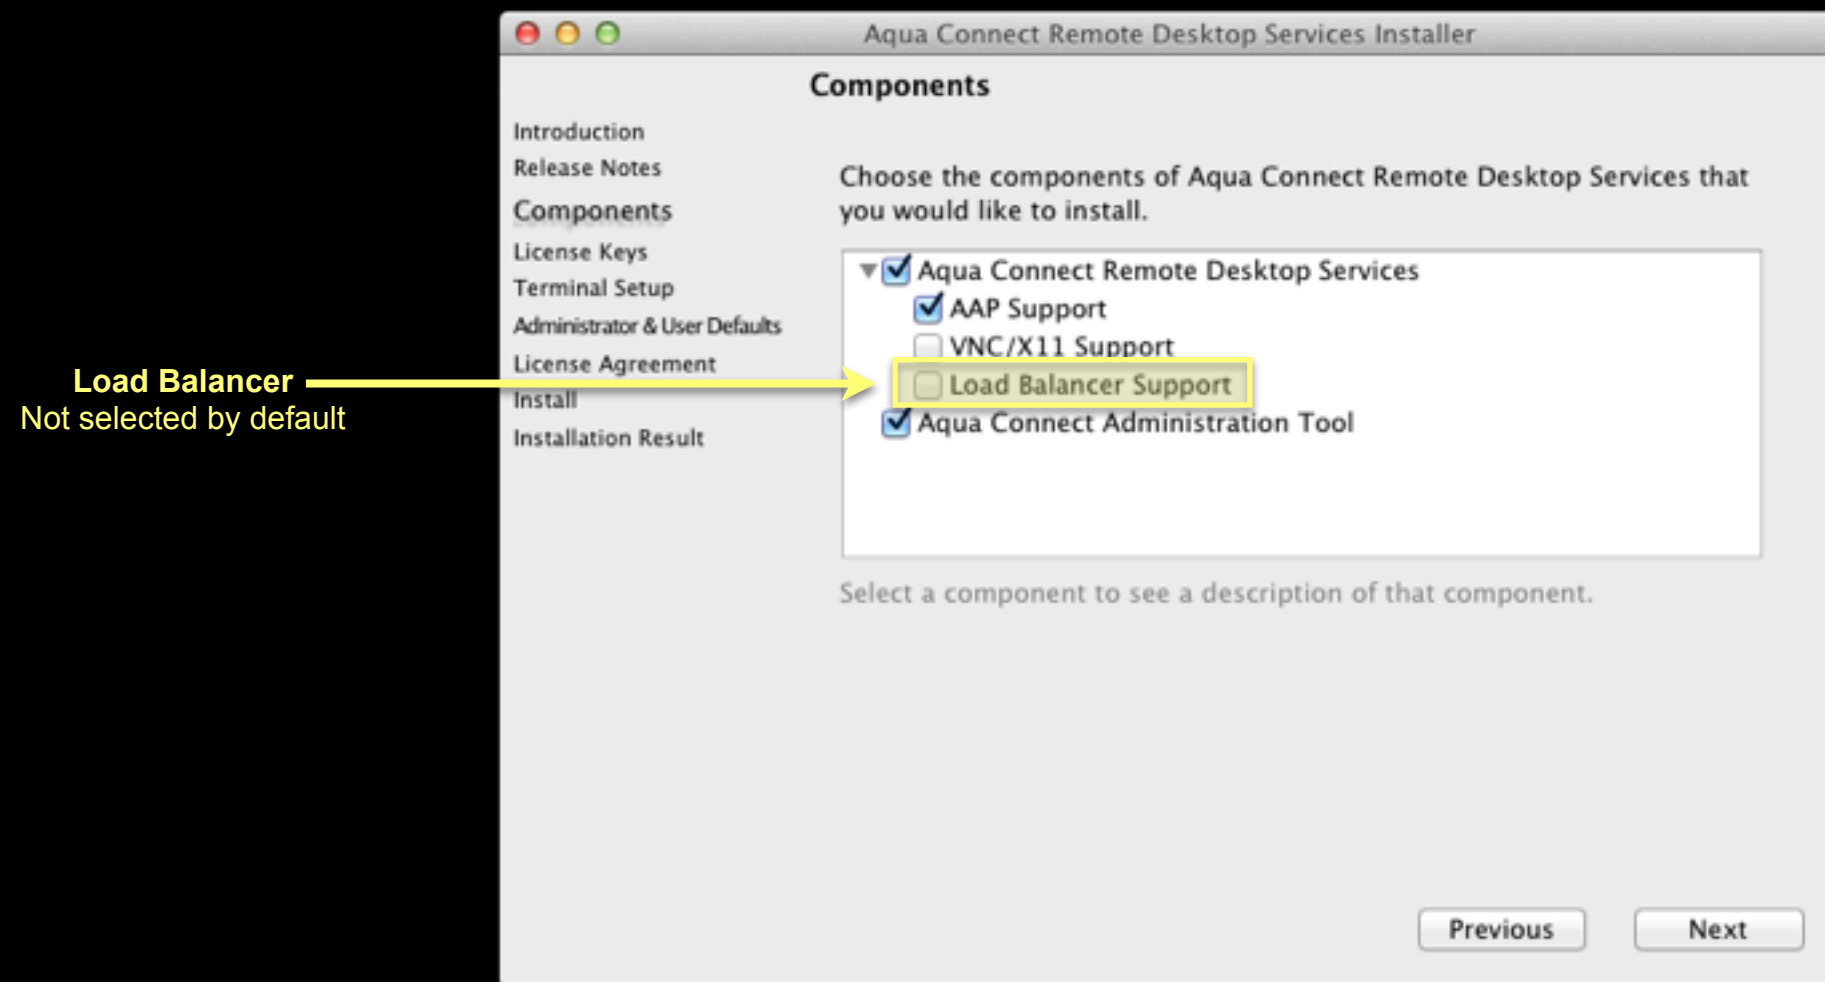 Aqua Connect Remote Desktop Services Installer
Components
Introduction
Release Notes
Components
License Keys
Terminal Setup
Administrator & User Defaults
License Agreement
Install
Installation Result
Load Balancer
Not selected by default
Choose the components of Aqua Connect Remote Desktop Services that
you would like to install.
Aqua Connect Remote Desktop Services
AAP Support
VNC/X11 Support
Load Balancer Support
Aqua Connect Administration Tool
Select a component to see a description of that component.
Previous
Next